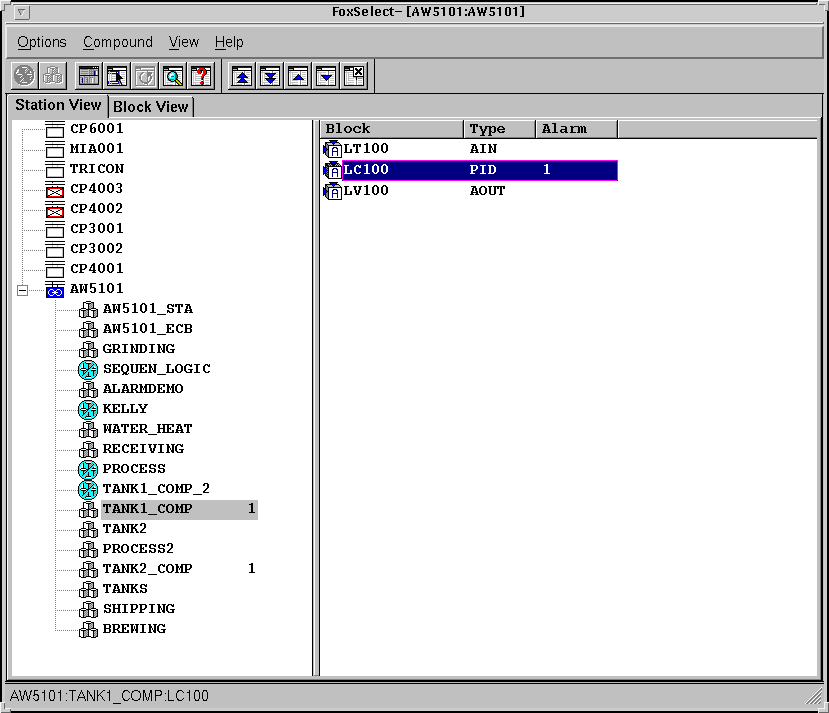 FoxSelect– [AW5101:AW5101]
Options Compound View Help
Station View Block View
CP6001
MIA001
TRICON
CP4003
CP4002
CP3001
CP3002
CP4001
AW5101
AW5101_STA
AW5101_ECB
GRINDING
SEQUEN_LOGIC
ALARMDEMO
KELLY
WATER_HEAT
RECEIVING
PROCESS
TANK1_COMP_2
TANK1_COMP 1
TANK2
PROCESS2
TANK2_COMP 1
TANKS
SHIPPING
BREWING
Block Type Alarm
LT100 AIN
LC100 PID 1
LV100 AOUT
AW5101:TANK1_COMP:LC100